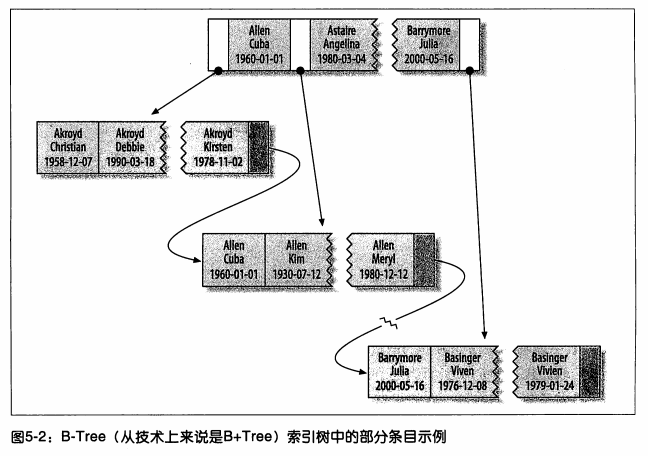 Allen
Cuba
1960-01-01
Astaire
Angelina
1980-03-04
Barrymore
Julia
2000-05-16
Akroyd
Christian
1958-12-07
Akroyd
Debbie
1990-03-18
Akroyd
Kirsten
1978-11-02
Allen
Cuba
1960-01-01
Allen
Kim
1930-07-12
Allen
Meryl
1980-12-12
Barrymore
Julia
2000-05-16
Basinger
Viven
1976-12-08
Basinger
Vivien
1979-01-24
图5-2：B-Tree（从技术上来说是B+Tree）索引树中的部分条目示例